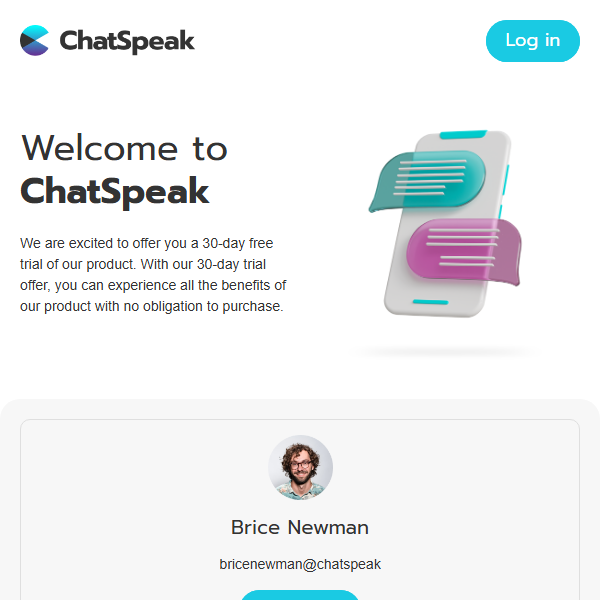 ChatSpeak
Log in
Welcome to
ChatSpeak
We are excited to offer you a 30-day free
trial of our product. With our 30-day trial
offer, you can experience all the benefits of
our product with no obligation to purchase.
Brice Newman
bricenewman@chatspeak